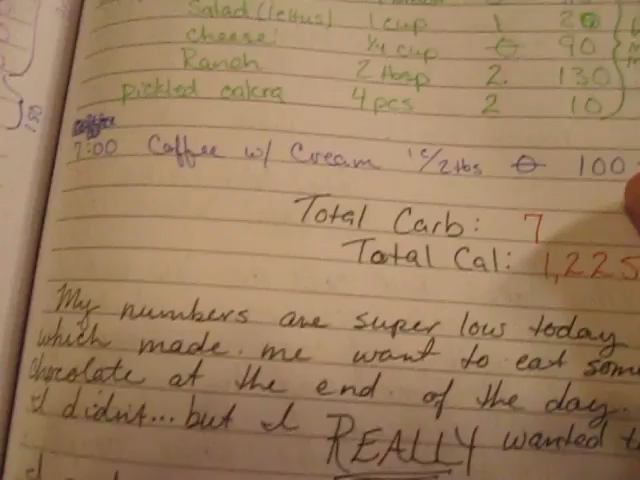 Salad (lettus) 1 cup 1 20
cheese 1/4 cup 0 90
Ranch 2 tbsp 2. 130
pickled oakra 4 pcs 2 10
7:00 Coffee w/ Cream 1c/2tbs 0 100
Total Carb: 7
Total Cal: 1,225
My numbers are super low today
which made me want to eat some
chocolate at the end of the day.
I didn't... but I REALLY wanted t
130